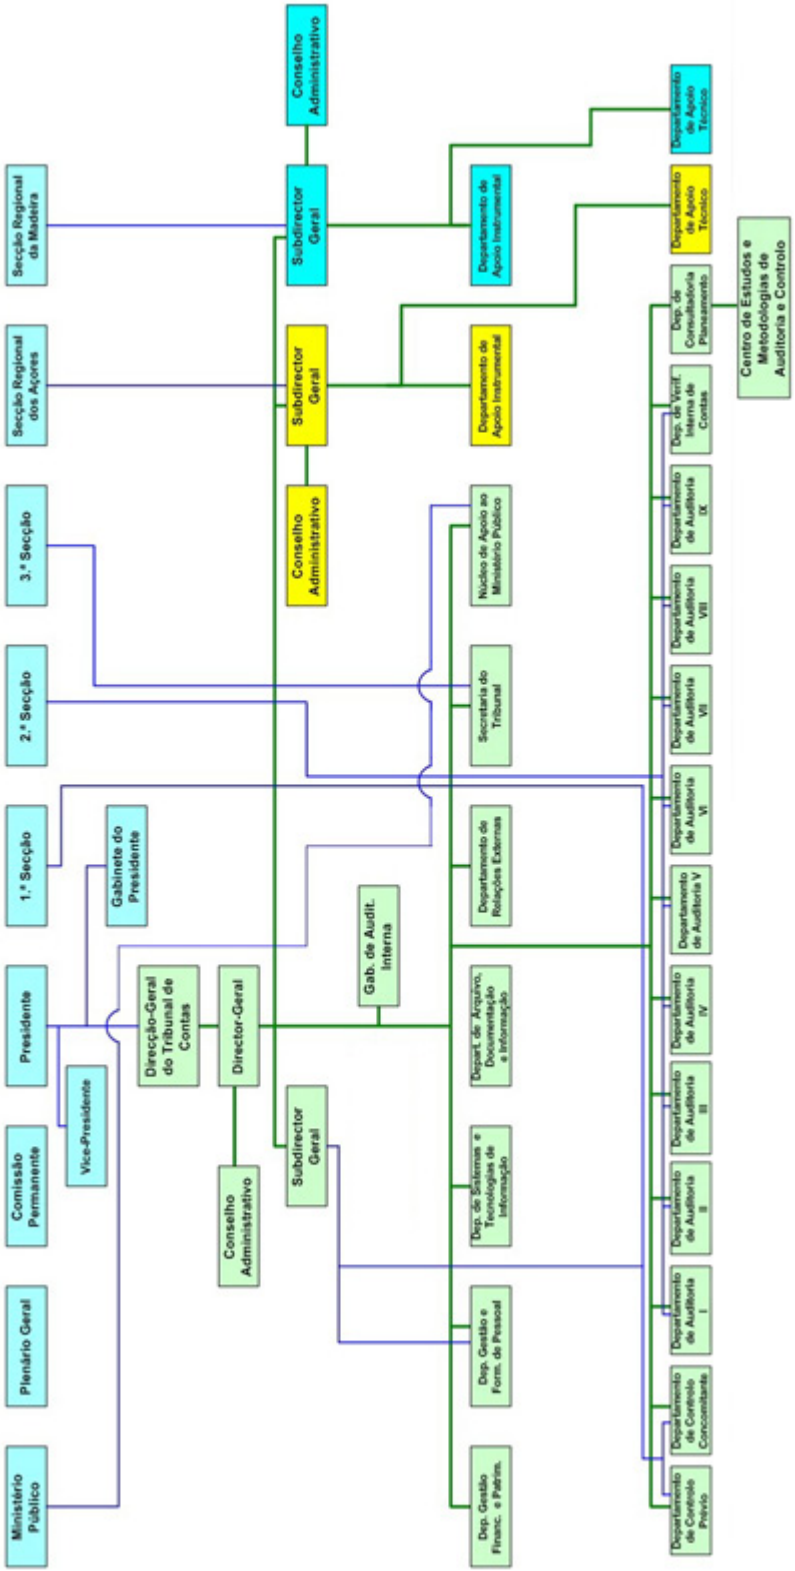 Ministério
Público
Plenário Geral
Comissão
Permanente
Presidente
1.ª Secção
2.ª Secção
3.ª Secção
Secção Regional
dos Açores
Secção Regional
da Madeira
Vice-Presidente
Gabinete do
Presidente
Direcção-Geral
do Tribunal de
Contas
Conselho
Administrativo
Director-Geral
Subdirector
Geral
Conselho
Administrativo
Subdirector
Geral
Subdirector
Geral
Conselho
Administrativo
Gab. de Audit.
Interna
Dep. Gestão
Financ. e Patrim.
Dep. Gestão e
Form. de Pessoal
Dep. de Sistemas e
Tecnologias de
Informação
Depart. de Arquivo,
Documentação
e Informação
Departamento de
Relações Externas
Secretaria do
Tribunal
Núcleo de Apoio ao
Ministério Público
Departamento de
Apoio Instrumental
Departamento de
Apoio Instrumental
Departamento
de Controlo
Prévio
Departamento
de Controlo
Concomitante
Departamento
de Auditoria
I
Departamento
de Auditoria
II
Departamento
de Auditoria
III
Departamento
de Auditoria
IV
Departamento
de Auditoria V
Departamento
de Auditoria
VI
Departamento
de Auditoria
VII
Departamento
de Auditoria
VIII
Departamento
de Auditoria
IX
Dep. de Verif.
Interna de
Contas
Dep. de
Consultadoria
Planeamento
Departamento
de Apoio
Técnico
Departamento
de Apoio
Técnico
Centro de Estudos e
Metodologias de
Auditoria e Controlo